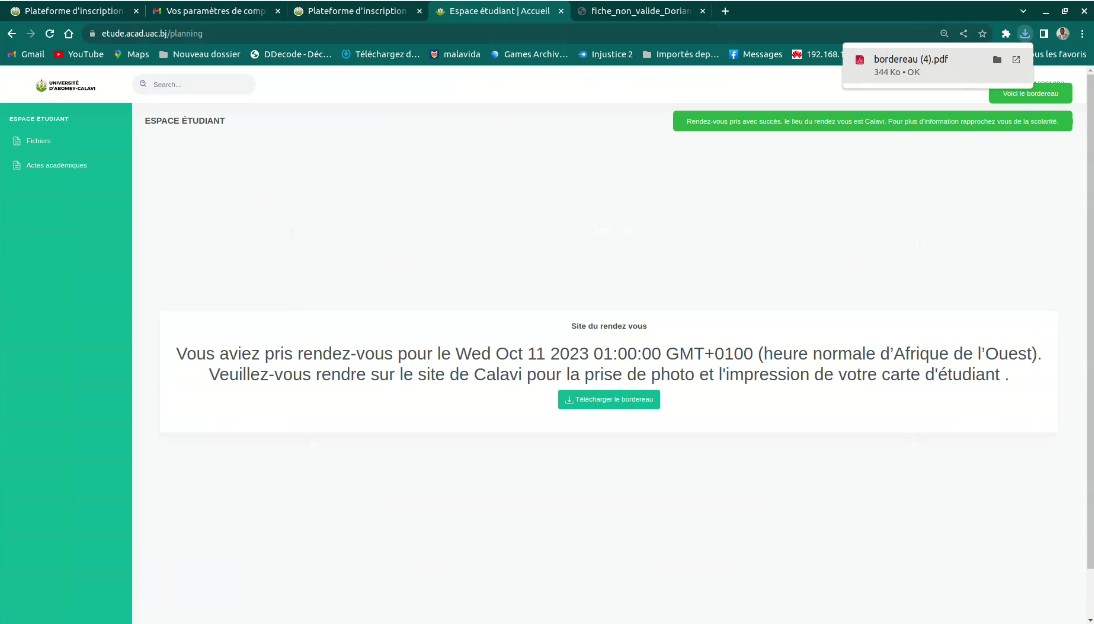 Plateforme d'inscription
Vos paramètres de comp
Plateforme d'inscription
Espace étudiant | Accueil
fiche_non_valide_Dorian
etude.acad.uac.bj/planning
Gmail
YouTube
Maps
Nouveau dossier
DDecode - Déc...
Téléchargez d...
malavida
Games Archiv...
Injustice 2
Importés dep...
Messages
192.168.1
us les favoris
bordereau (4).pdf
344 Ko • OK
UNIVERSITÉ
D'ABOMEY-CALAVI
Search...
Voici le bordereau
ESPACE ÉTUDIANT
Fichiers
Actes académiques
ESPACE ÉTUDIANT
Rendez-vous pris avec succès. le lieu du rendez vous est Calavi. Pour plus d'information rapprochez vous de la scolarité.
Site du rendez vous
Vous aviez pris rendez-vous pour le Wed Oct 11 2023 01:00:00 GMT+0100 (heure normale d’Afrique de l’Ouest).
Veuillez-vous rendre sur le site de Calavi pour la prise de photo et l'impression de votre carte d'étudiant .
Télécharger le bordereau